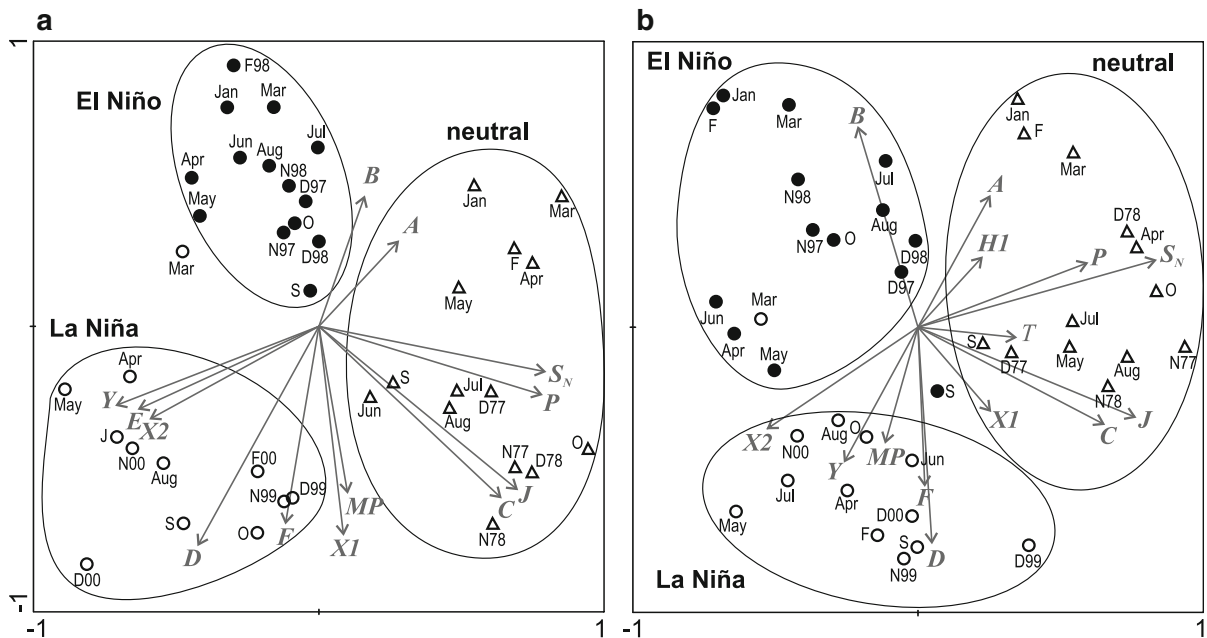 a
b
1
F98
El Niño
Jan
Mar
neutral
Jul
Jun
Aug
Apr
N98
B
D97
May
O
A
N97
D98
Mar
S
Jan
Mar
F
Apr
May
La Niña
Apr
May
Y
E
X2
J
N00
Aug
F00
N99
D99
S
O
D
F
D00
MP
X1
S
Jun
Jul
D77
Aug
S_N
P
N77
D78
O
J
C
N78
-1
-1
1
El Niño
neutral
Jan
F
Mar
B
Jul
N98
Aug
N97
O
D98
D97
Jun
Mar
Apr
May
S
Jan
F
Mar
A
H1
D78
Apr
P
S_N
O
T
Jul
S
D77
May
Aug
N77
N78
X1
C
J
X2
Aug
O
N00
Y
MP
Jun
Jul
Apr
F
May
D00
F
S
N99
D
D99
La Niña
-1
1